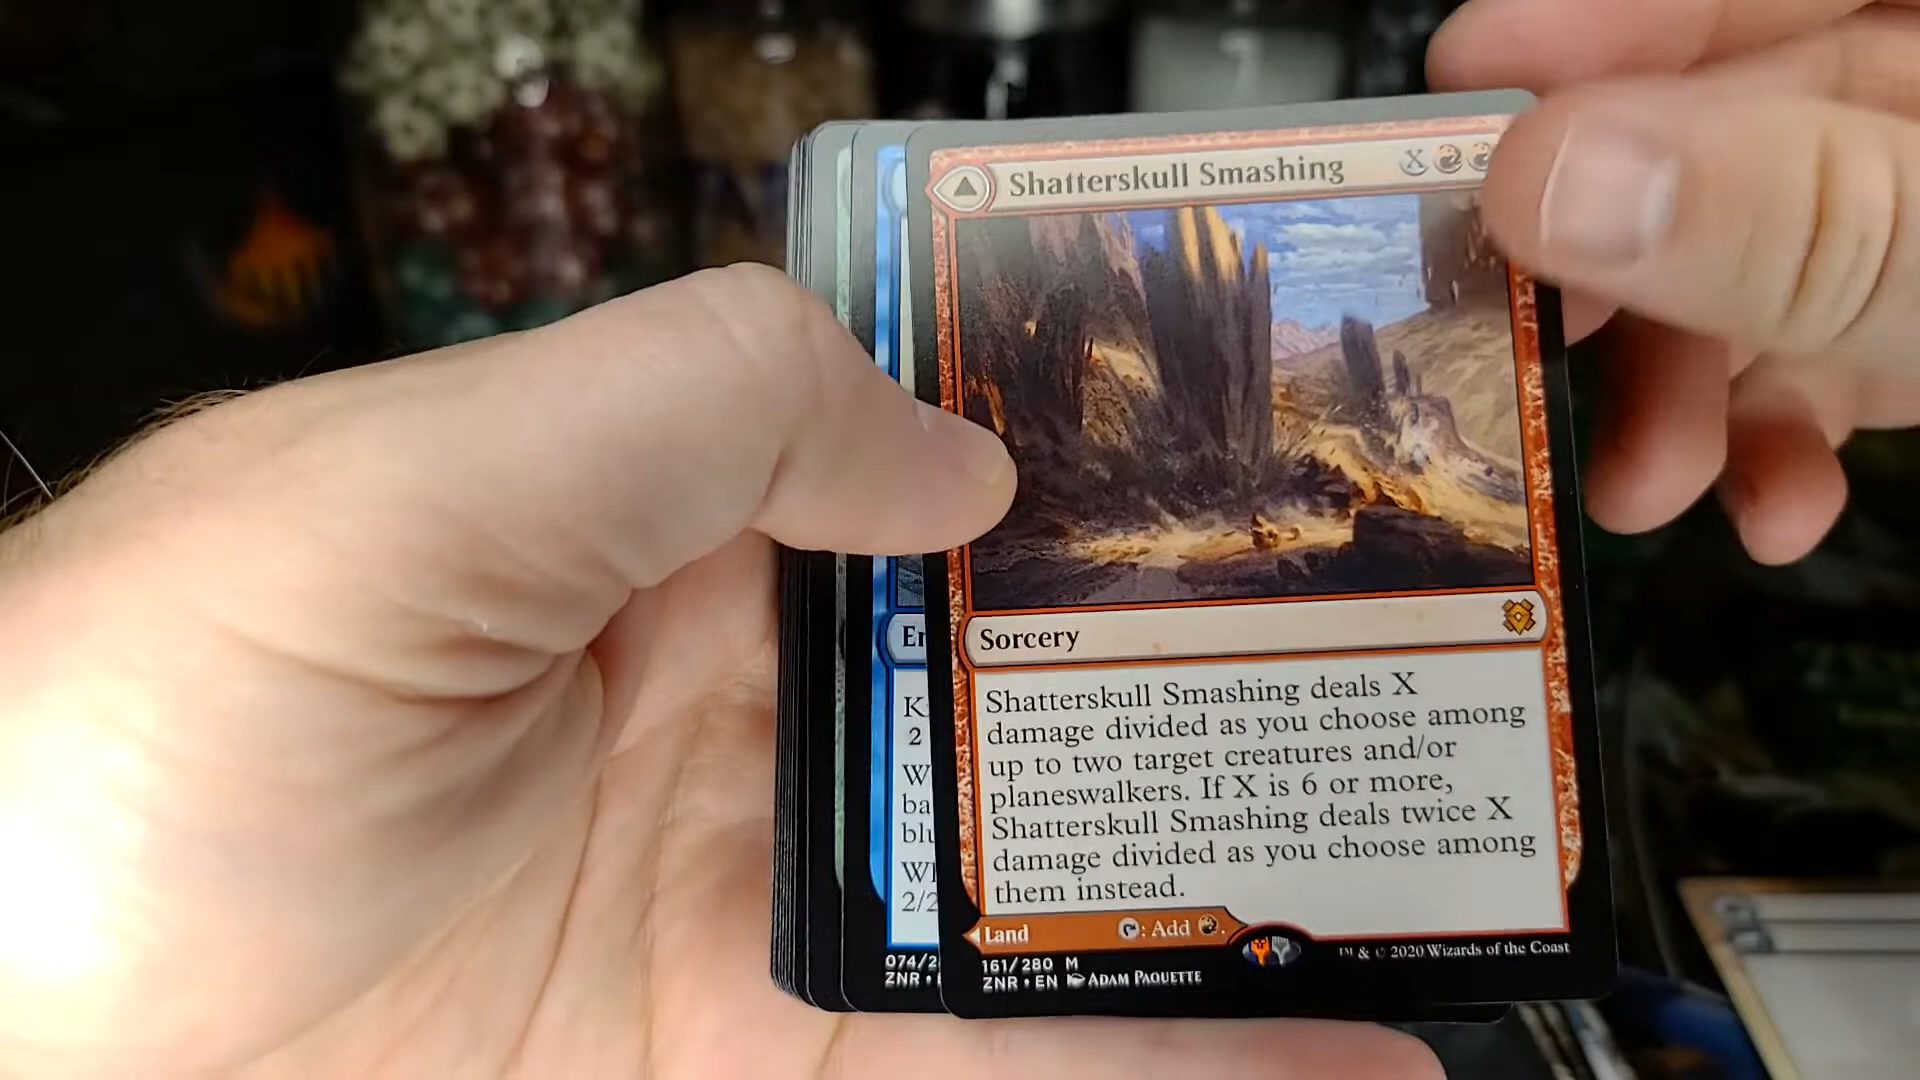 Shatterskull Smashing X
Sorcery
Shatterskull Smashing deals X
damage divided as you choose among
up to two target creatures and/or
planeswalkers. If X is 6 or more,
Shatterskull Smashing deals twice X
damage divided as you choose among
them instead.
Land : Add .
161/280 M
ZNR • EN ADAM PAQUETTE
™ & © 2020 Wizards of the Coast
2
ba
2/2
074/2
ZNR •